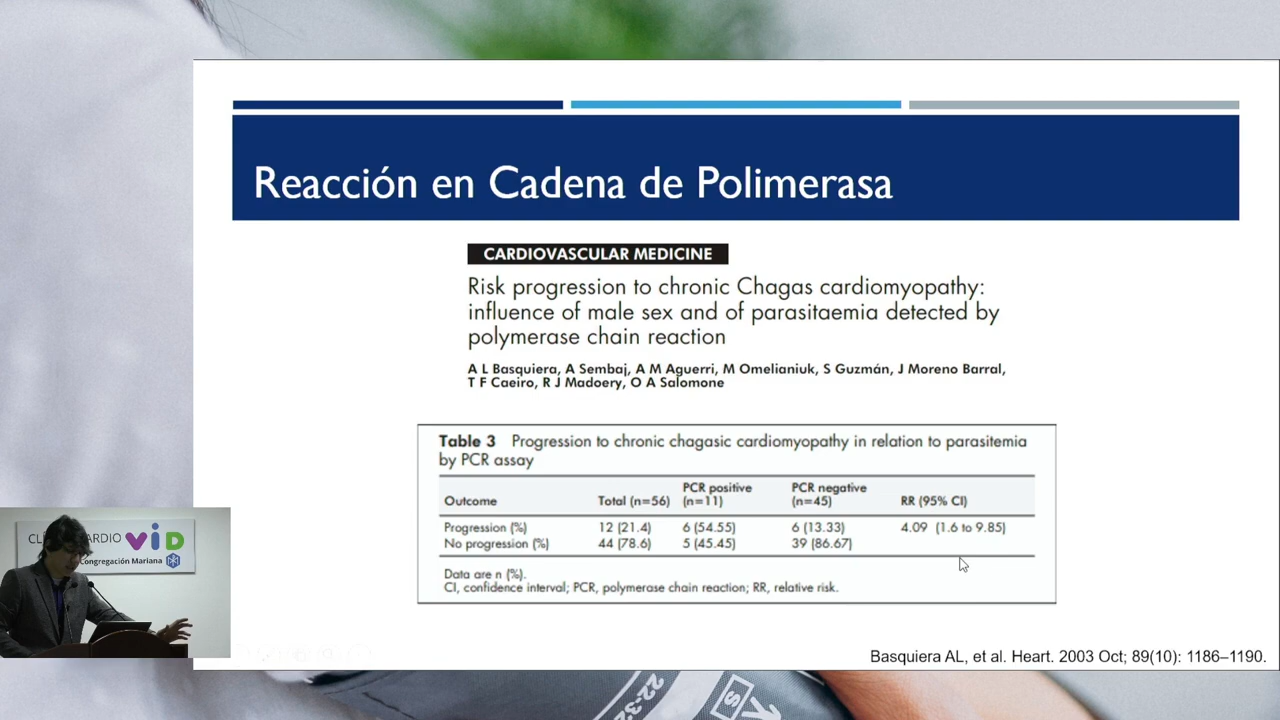 Reacción en Cadena de Polimerasa
CARDIOVASCULAR MEDICINE
Risk progression to chronic Chagas cardiomyopathy:
influence of male sex and of parasitaemia detected by
polymerase chain reaction
A L Basquiera, A Sembaj, A M Aguerri, M Omelianiuk, S Guzmán, J Moreno Barral,
T F Caeiro, R J Madoery, O A Salomone
Table 3 Progression to chronic chagasic cardiomyopathy in relation to parasitemia
by PCR assay
Outcome Total (n=56) PCR positive (n=11) PCR negative (n=45) RR (95% CI)
Progression (%) 12 (21.4) 6 (54.55) 6 (13.33) 4.09 (1.6 to 9.85)
No progression (%) 44 (78.6) 5 (45.45) 39 (86.67)
Data are n (%).
CI, confidence interval; PCR, polymerase chain reaction; RR, relative risk.
Basquiera AL, et al. Heart. 2003 Oct; 89(10): 1186–1190.
CARDIO VID
Congregación Mariana
S